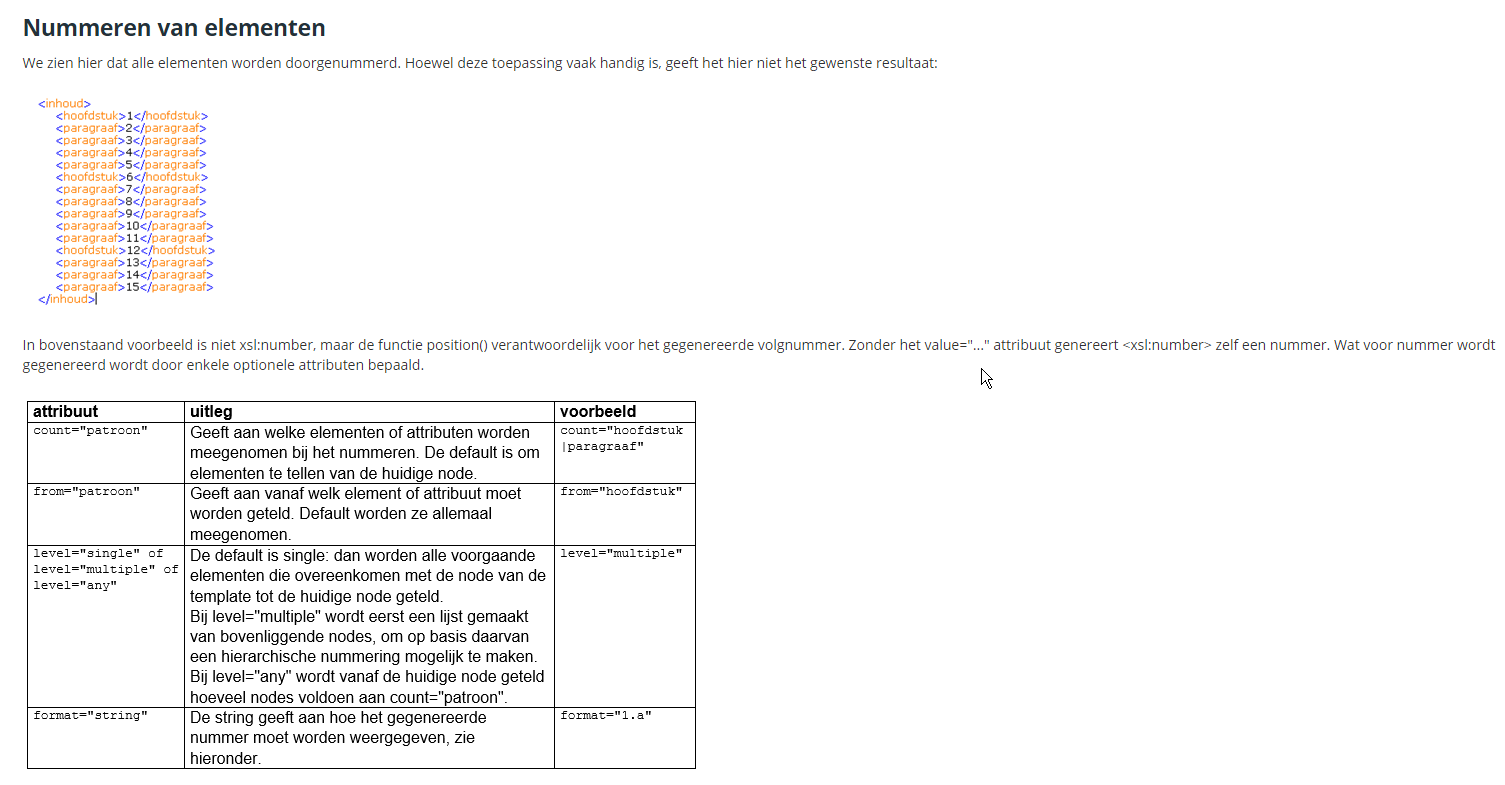 Nummeren van elementen
We zien hier dat alle elementen worden doorgenummerd. Hoewel deze toepassing vaak handig is, geeft het hier niet het gewenste resultaat:
<inhoud>
<hoofdstuk>1</hoofdstuk>
<paragraaf>2</paragraaf>
<paragraaf>3</paragraaf>
<paragraaf>4</paragraaf>
<paragraaf>5</paragraaf>
<hoofdstuk>6</hoofdstuk>
<paragraaf>7</paragraaf>
<paragraaf>8</paragraaf>
<paragraaf>9</paragraaf>
<paragraaf>10</paragraaf>
<paragraaf>11</paragraaf>
<hoofdstuk>12</hoofdstuk>
<paragraaf>13</paragraaf>
<paragraaf>14</paragraaf>
<paragraaf>15</paragraaf>
</inhoud>
In bovenstaand voorbeeld is niet xsl:number, maar de functie position() verantwoordelijk voor het gegenereerde volgnummer. Zonder het value="..." attribuut genereert <xsl:number> zelf een nummer. Wat voor nummer wordt
gegenereerd wordt door enkele optionele attributen bepaald.
attribuut uitleg voorbeeld
count="patroon"
Geeft aan welke elementen of attributen worden
meegenomen bij het nummeren. De default is om
elementen te tellen van de huidige node.
count="hoofdstuk
|paragraaf"
from="patroon"
Geeft aan vanaf welk element of attribuut moet
worden geteld. Default worden ze allemaal
meegenomen.
from="hoofdstuk"
level="single" of
level="multiple" of
level="any"
De default is single: dan worden alle voorgaande
elementen die overeenkomen met de node van de
template tot de huidige node geteld.
Bij level="multiple" wordt eerst een lijst gemaakt
van bovenliggende nodes, om op basis daarvan
een hierarchische nummering mogelijk te maken.
Bij level="any" wordt vanaf de huidige node geteld
hoeveel nodes voldoen aan count="patroon".
level="multiple"
format="string"
De string geeft aan hoe het gegenereerde
nummer moet worden weergegeven, zie
hieronder.
format="1.a"